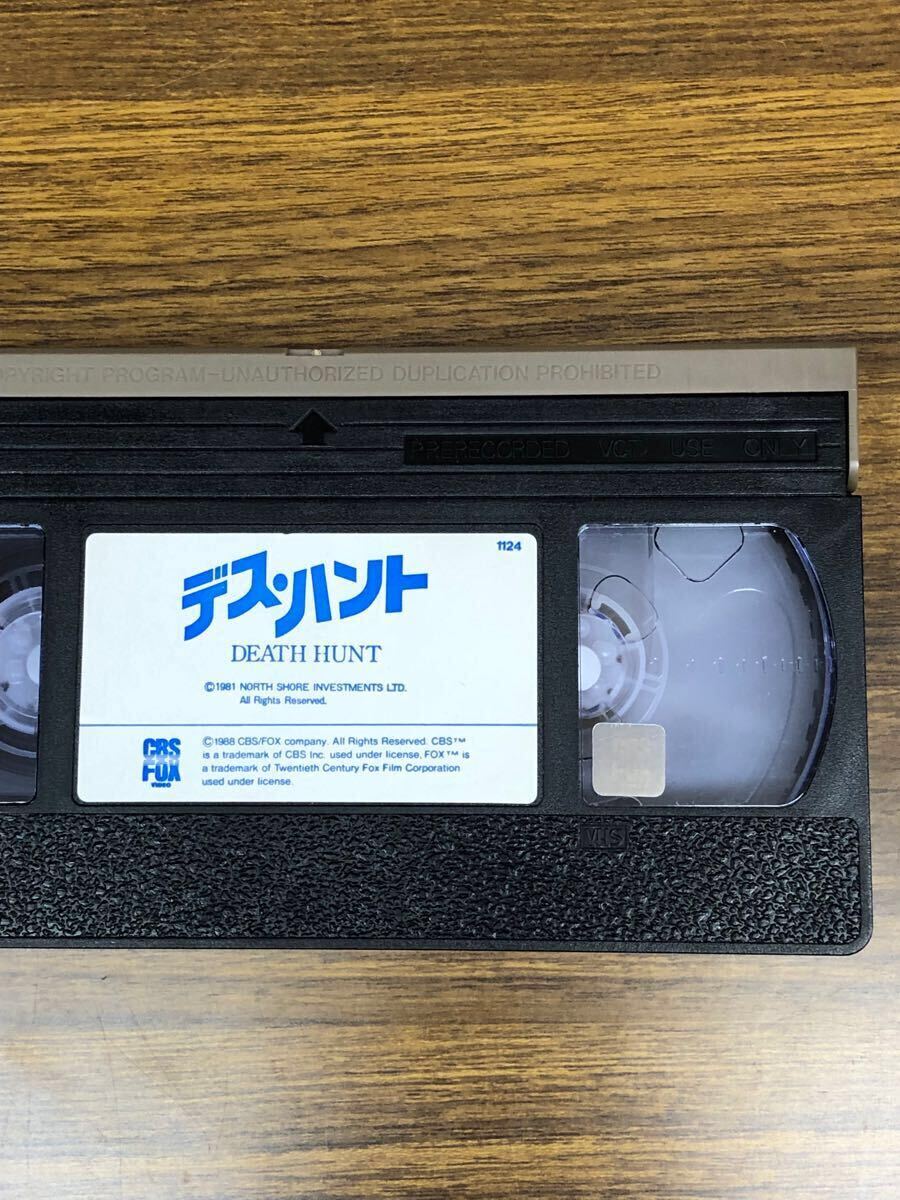 OPYRIGHT PROGRAM-UNAUTHORIZED DUPLICATION PROHIBITED
PRERECORDED VCT USE ONLY
1124
デス・ハント
DEATH HUNT
©1981 NORTH SHORE INVESTMENTS LTD.
All Rights Reserved.
CBS
FOX
VIDEO
©1988 CBS/FOX company. All Rights Reserved. CBS™
is a trademark of CBS Inc. used under license, FOX™ is
a trademark of Twentieth Century Fox Film Corporation
used under license.